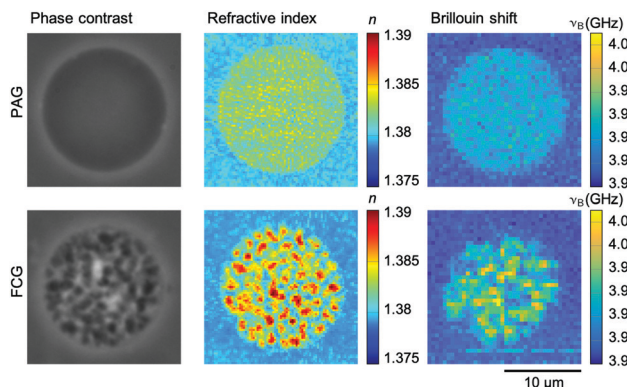 Phase contrast
Refractive index
n
Brillouin shift
νB(GHz)
PAG
1.39
1.385
1.38
1.375
4.0
4.0
3.9
3.9
3.9
n
νB(GHz)
FCG
1.39
1.385
1.38
1.375
4.0
4.0
3.9
3.9
3.9
10 µm